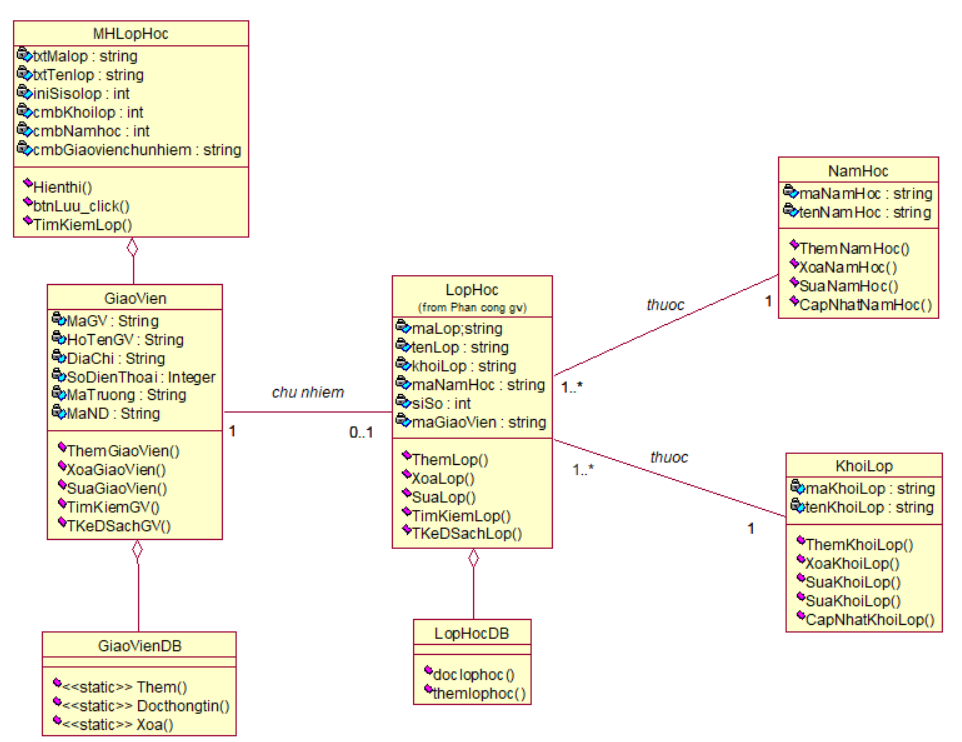 MHLopHoc
txtMalop : string
txtTenlop : string
iniSisolop : int
cmbKhoilop : int
cmbNamhoc : int
cmbGiaovienchunhiem : string
Hienthi()
btnLuu_click()
TimKiemLop()
GiaoVien
MaGV : String
HoTenGV : String
DiaChi : String
SoDienThoai : Integer
MaTruong : String
MaND : String
ThemGiaoVien()
XoaGiaoVien()
SuaGiaoVien()
TimKiemGV()
TKeDSachGV()
GiaoVienDB
<<static>> Them()
<<static>> Docthongtin()
<<static>> Xoa()
chu nhiem
1
0..1
LopHoc
(from Phan cong gv)
maLop;string
tenLop : string
khoiLop : string
maNamHoc : string
siSo : int
maGiaoVien : string
ThemLop()
XoaLop()
SuaLop()
TimKiemLop()
TKeDSachLop()
LopHocDB
doclophoc()
themlophoc()
thuoc
1
1..*
thuoc
1..*
1
NamHoc
maNamHoc : string
tenNamHoc : string
ThemNamHoc()
XoaNamHoc()
SuaNamHoc()
CapNhatNamHoc()
KhoiLop
maKhoiLop : string
tenKhoiLop : string
ThemKhoiLop()
XoaKhoiLop()
SuaKhoiLop()
SuaKhoiLop()
CapNhatKhoiLop()